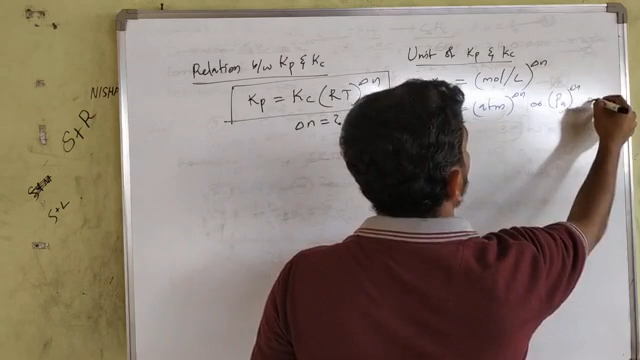 Relation b/w Kp & Kc
Kp = Kc (RT)^Δn
Δn = 2
Unit of Kp & Kc
= (mol/L)^Δn
= (atm)^Δn or (Pa)^Δn
NISHA
S+R
S+L